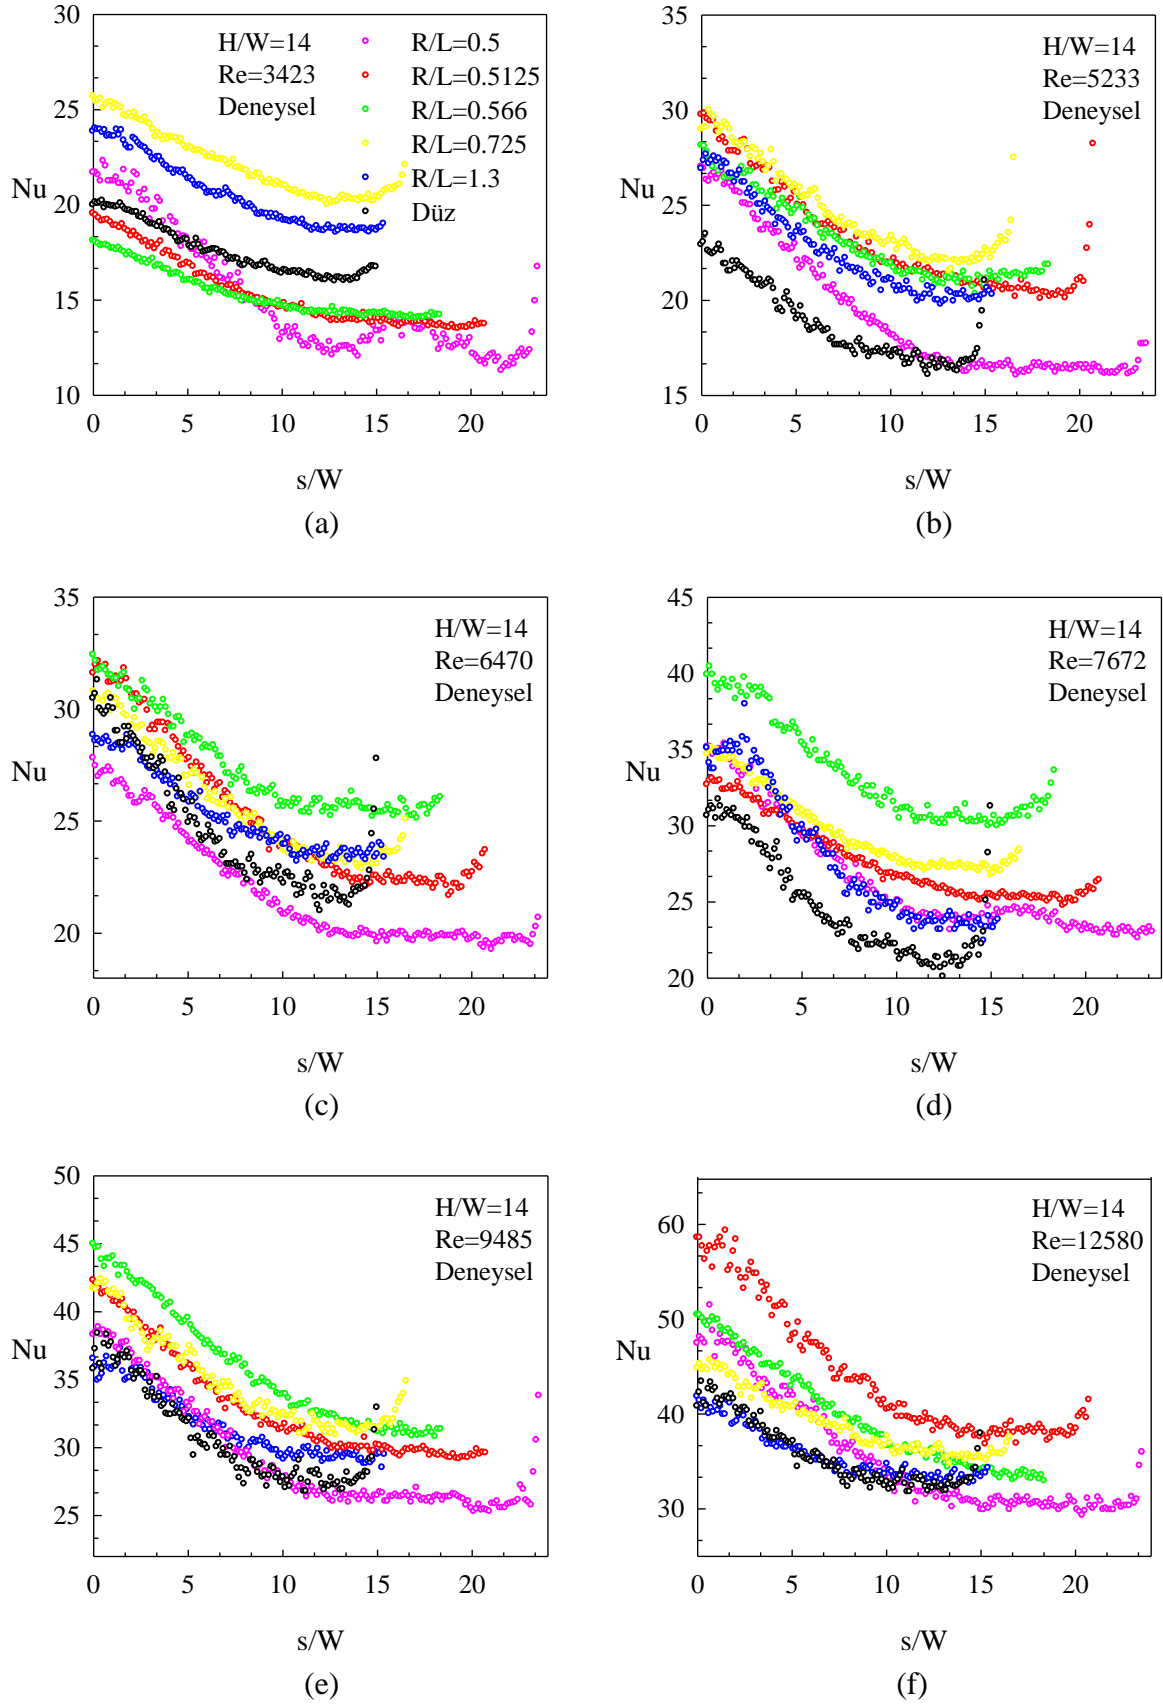 30
25
20
15
10
Nu
H/W=14
Re=3423
Deneysel
R/L=0.5
R/L=0.5125
R/L=0.566
R/L=0.725
R/L=1.3
Düz
0 5 10 15 20
s/W
(a)
35
30
25
20
15
Nu
H/W=14
Re=5233
Deneysel
0 5 10 15 20
s/W
(b)
35
30
25
20
Nu
H/W=14
Re=6470
Deneysel
0 5 10 15 20
s/W
(c)
45
40
35
30
25
20
Nu
H/W=14
Re=7672
Deneysel
0 5 10 15 20
s/W
(d)
50
45
40
35
30
25
Nu
H/W=14
Re=9485
Deneysel
0 5 10 15 20
s/W
(e)
60
50
40
30
Nu
H/W=14
Re=12580
Deneysel
0 5 10 15 20
s/W
(f)